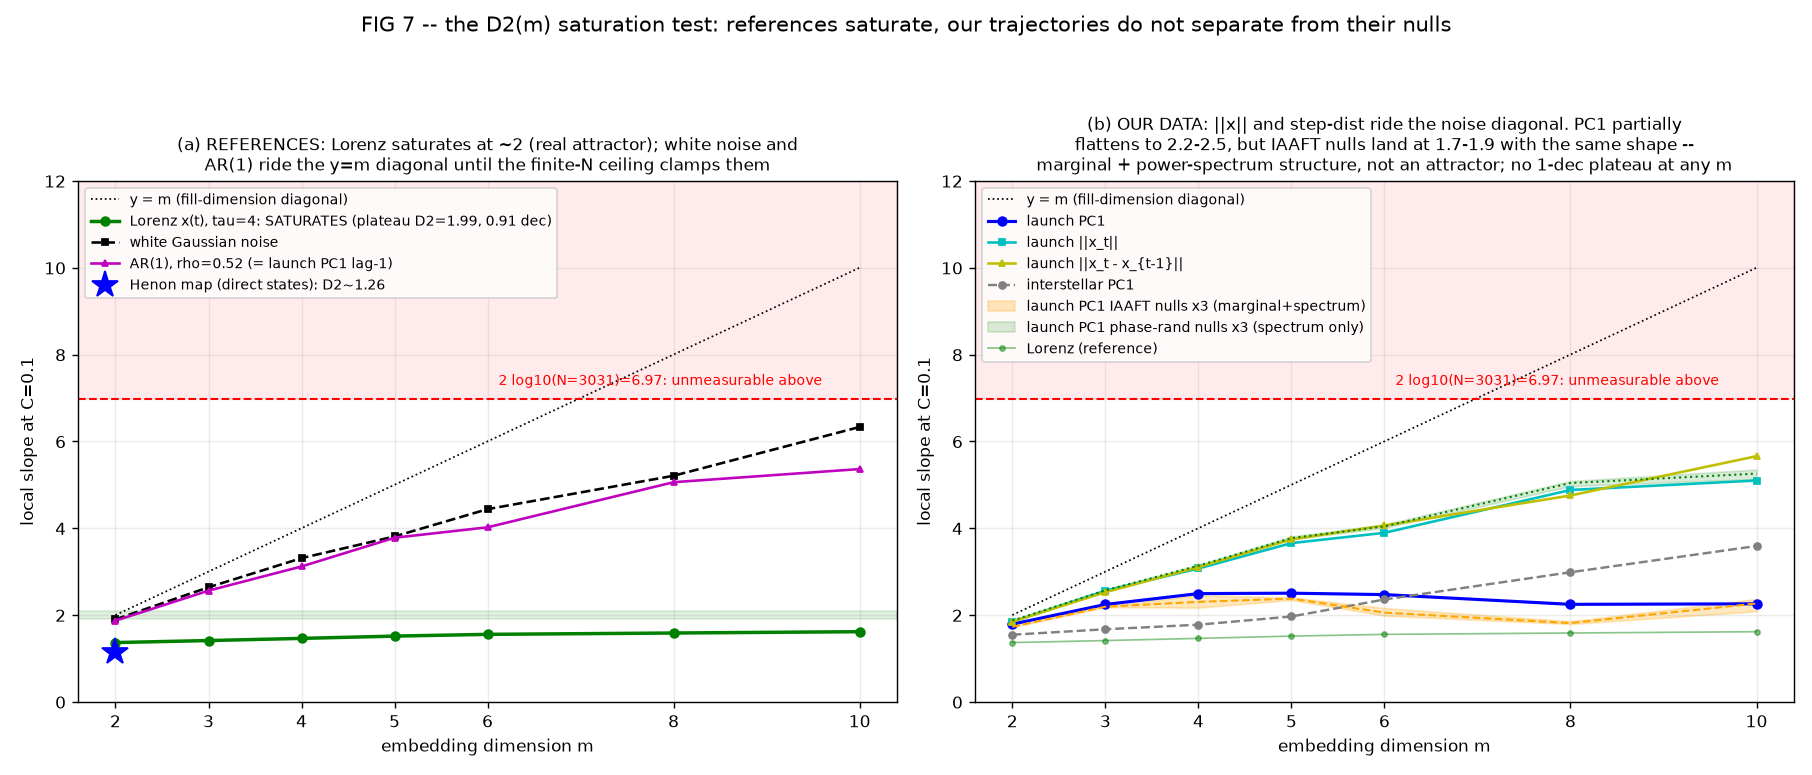 FIG 7 -- the D2(m) saturation test: references saturate, our trajectories do not separate from their nulls
(a) REFERENCES: Lorenz saturates at ~2 (real attractor); white noise and
AR(1) ride the y=m diagonal until the finite-N ceiling clamps them
local slope at C=0.1
12
10
8
6
4
2
0
y = m (fill-dimension diagonal)
Lorenz x(t), tau=4: SATURATES (plateau D2=1.99, 0.91 dec)
white Gaussian noise
AR(1), rho=0.52 (= launch PC1 lag-1)
Henon map (direct states): D2~1.26
2 log10(N=3031)=6.97: unmeasurable above
2
3
4
5
6
8
10
embedding dimension m
(b) OUR DATA: ||x|| and step-dist ride the noise diagonal. PC1 partially
flattens to 2.2-2.5, but IAAFT nulls land at 1.7-1.9 with the same shape --
marginal + power-spectrum structure, not an attractor; no 1-dec plateau at any m
local slope at C=0.1
12
10
8
6
4
2
0
y = m (fill-dimension diagonal)
launch PC1
launch ||x_t||
launch ||x_t - x_{t-1}||
interstellar PC1
launch PC1 IAAFT nulls x3 (marginal+spectrum)
launch PC1 phase-rand nulls x3 (spectrum only)
Lorenz (reference)
2 log10(N=3031)=6.97: unmeasurable above
2
3
4
5
6
8
10
embedding dimension m